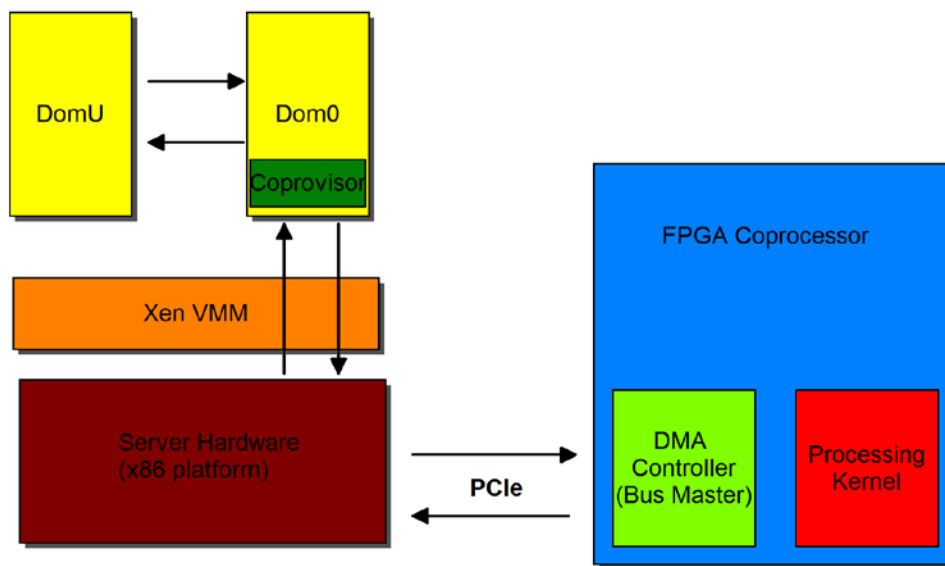 DomU
Dom0
Coprovisor
FPGA Coprocessor
Xen VMM
Server Hardware
(x86 platform)
PCIe
DMA
Controller
(Bus Master)
Processing
Kernel